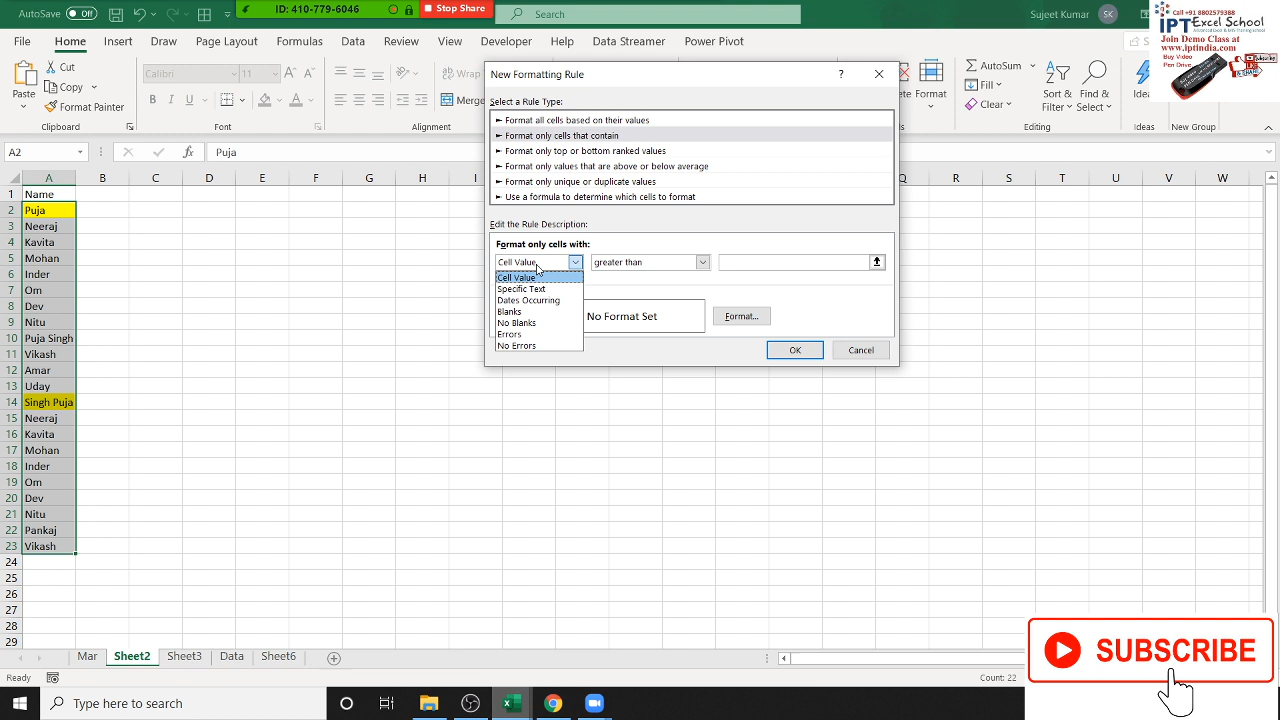 AutoSave Off
ID: 410-779-6046
Stop Share
Search
Sujeet Kumar
SK
Call +91 8802579388
IPT Excel School
Advanced Excel & MIS Training School
Join Demo Class at
www.iptindia.com
Buy Video
Pen Drive
File Home Insert Draw Page Layout Formulas Data Review View Developer Help Data Streamer Power Pivot
Paste
Cut
Copy
Format Painter
Clipboard
Calibri 11
B I U
Font
Wrap
Merge
Format
AutoSum
Fill
Clear
Sort &
Filter
Find &
Select
Editing
Ideas
New Group
A2
fx
Puja
New Formatting Rule
?
Select a Rule Type:
► Format all cells based on their values
► Format only cells that contain
► Format only top or bottom ranked values
► Format only values that are above or below average
► Format only unique or duplicate values
► Use a formula to determine which cells to format
Edit the Rule Description:
Format only cells with:
Cell Value
greater than
Cell Value
Specific Text
Dates Occurring
Blanks
No Blanks
Errors
No Errors
No Format Set
Format...
OK
Cancel
A B C D E F G H I Q R S T U V W
1 Name
2 Puja
3 Neeraj
4 Kavita
5 Mohan
6 Inder
7 Om
8 Dev
9 Nitu
10 Puja Singh
11 Vikash
12 Amar
13 Uday
14 Singh Puja
15 Neeraj
16 Kavita
17 Mohan
18 Inder
19 Om
20 Dev
21 Nitu
22 Pankaj
23 Vikash
24
25
26
27
28
29
SUBSCRIBE
Mar Sheet2 Sheet3 Data Sheet6
Ready
Count: 22
Type here to search